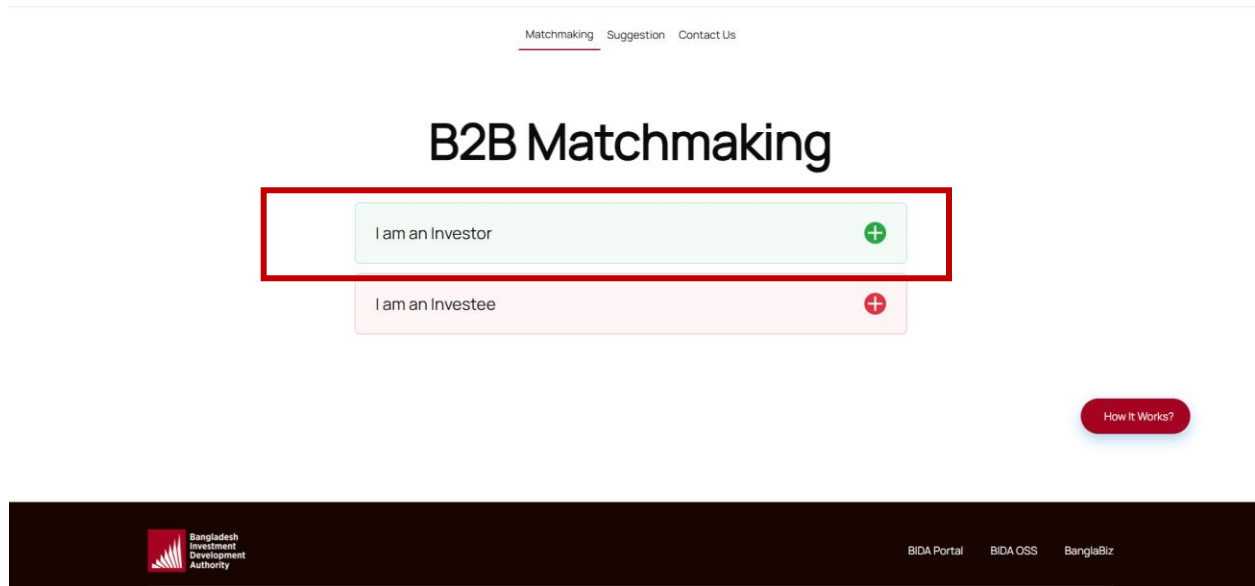 Matchmaking Suggestion Contact Us
B2B Matchmaking
I am an Investor
I am an Investee
How It Works?
Bangladesh
Investment
Development
Authority
BIDA Portal BIDA OSS BanglaBiz